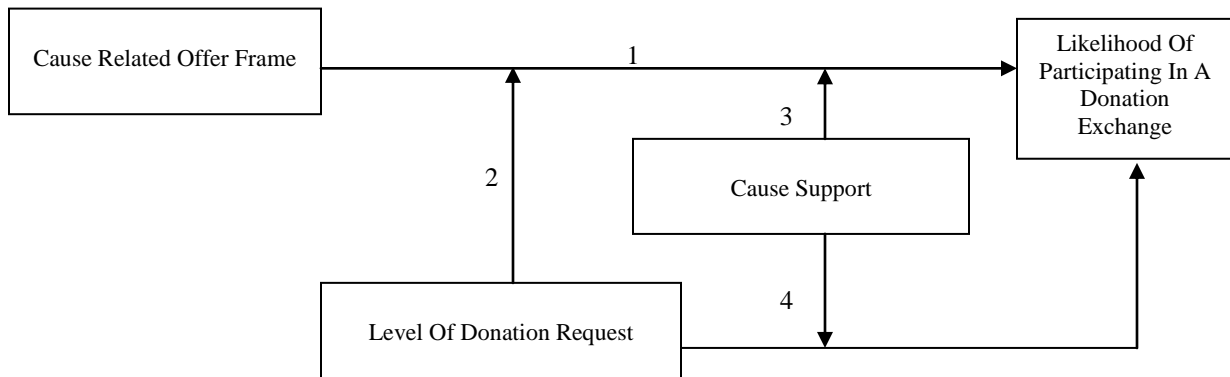 Cause Related Offer Frame
1
Likelihood Of
Participating In A
Donation
Exchange
3
2
Cause Support
4
Level Of Donation Request